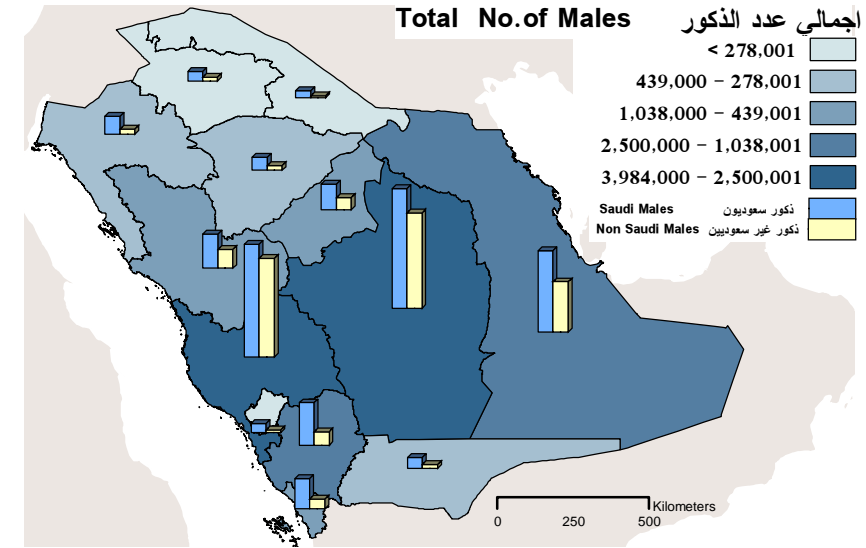 Total No.of Males اجمالي عدد الذكور
< 278,001
439,000 - 278,001
1,038,000 - 439,001
2,500,000 - 1,038,001
3,984,000 - 2,500,001
Saudi Males ذكور سعوديون
Non Saudi Males ذكور غير سعوديين
Kilometers
0 250 500